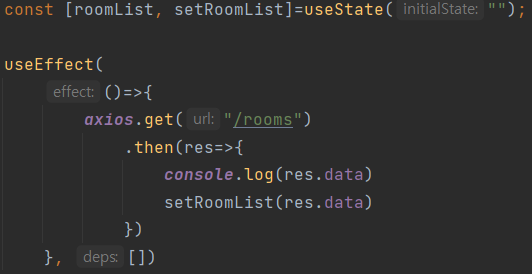 const [roomList, setRoomList]=useState( initialState: "");
useEffect(
effect: ()=>{
axios.get( url: "/rooms")
.then(res=>{
console.log(res.data)
setRoomList(res.data)
})
}, deps: [])